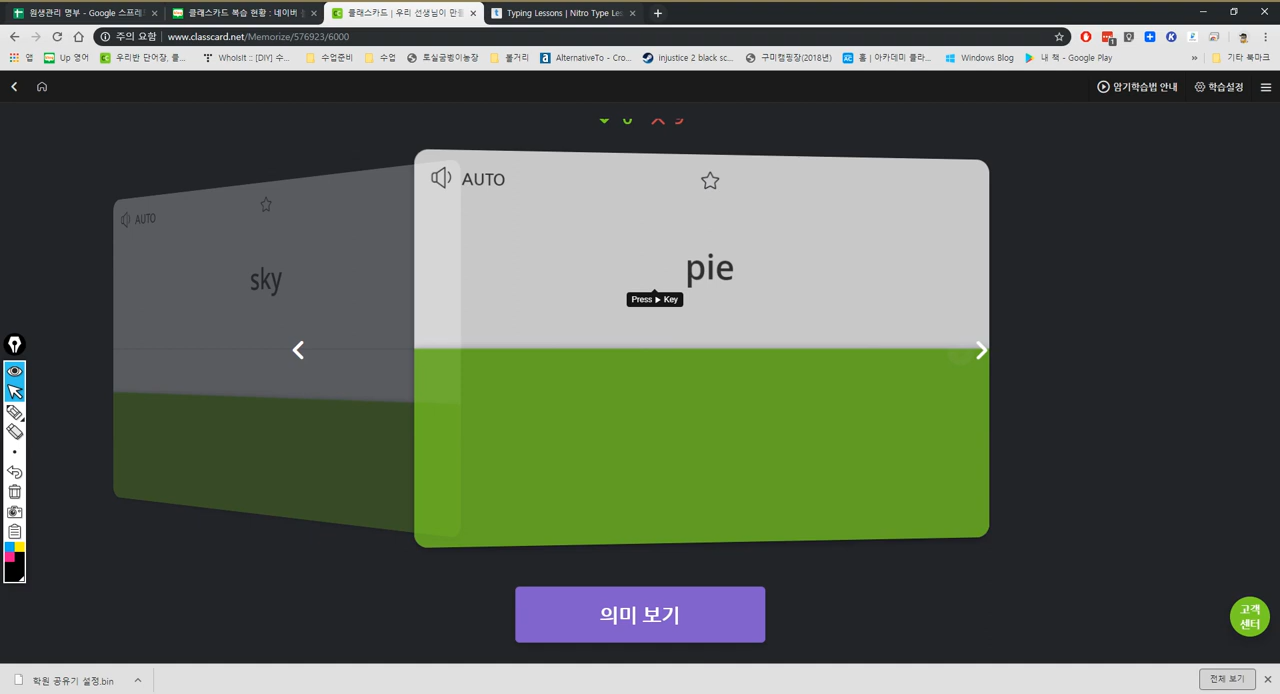 원생관리 명부 - Google 스프레
클래스카드 복습 현황 : 네이버
클래스카드 | 우리 선생님이 만
Typing Lessons | Nitro Type Les
주의 요함 | www.classcard.net/Memorize/576923/6000
앱
Up 영어
우리반 단어장, 클...
WhoIst :: [DIY] 수...
수업준비
수업
토실굼벵이농장
볼거리
AlternativeTo - Cro...
injustice 2 black sc...
구미캠핑장(2018년)
홈 | 아카데미 클라...
Windows Blog
내 책 - Google Play
»
기타 북마크
암기학습법 안내
학습설정
AUTO
sky
AUTO
pie
Press ▶ Key
의미 보기
고객
센터
학원 공유기 설정.bin
전체 보기